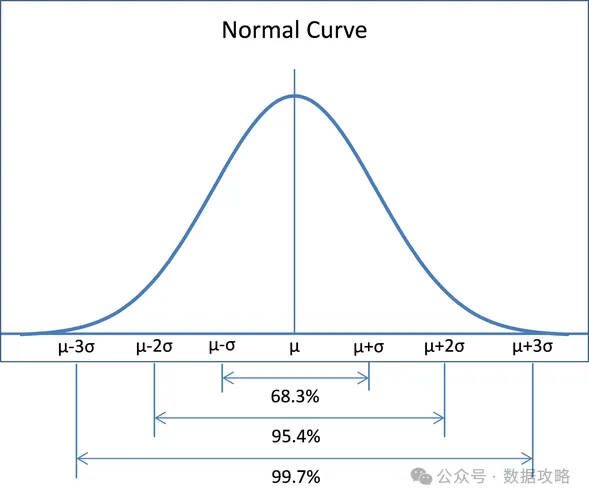 Normal Curve
μ-3σ μ-2σ μ-σ μ μ+σ μ+2σ μ+3σ
68.3%
95.4%
99.7%
公众号 · 数据攻略